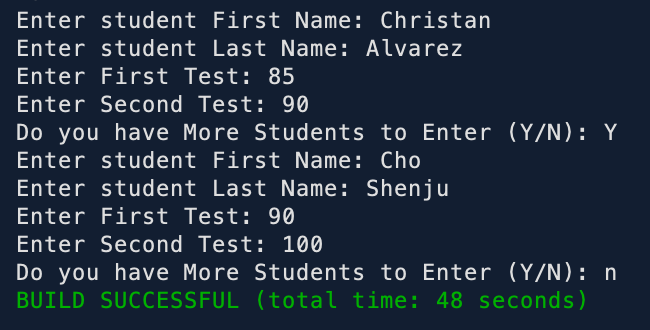 Enter student First Name: Christan
Enter student Last Name: Alvarez
Enter First Test: 85
Enter Second Test: 90
Do you have More Students to Enter (Y/N): Y
Enter student First Name: Cho
Enter student Last Name: Shenju
Enter First Test: 90
Enter Second Test: 100
Do you have More Students to Enter (Y/N): n
BUILD SUCCESSFUL (total time: 48 seconds)